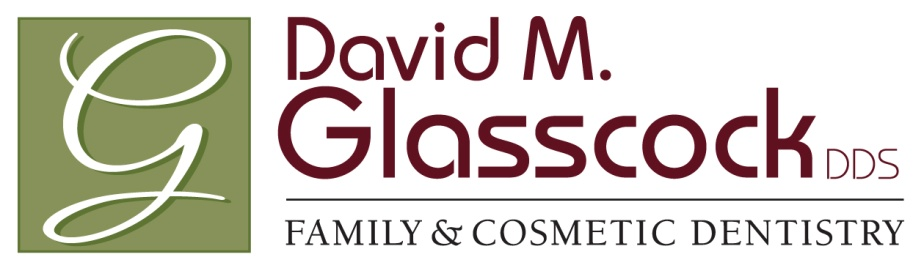 G
David M.
Glasscock DDS
FAMILY & COSMETIC DENTISTRY